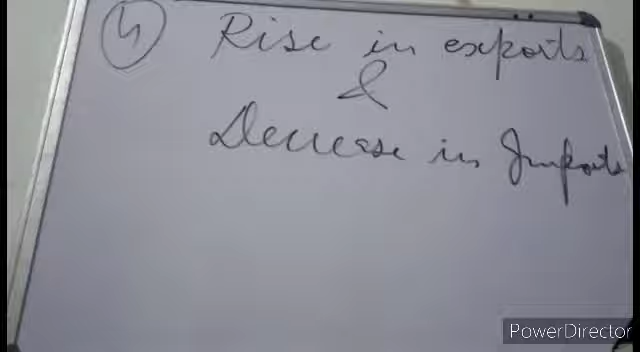 4) Rise in exports
&
Decrease in Imports
PowerDirector